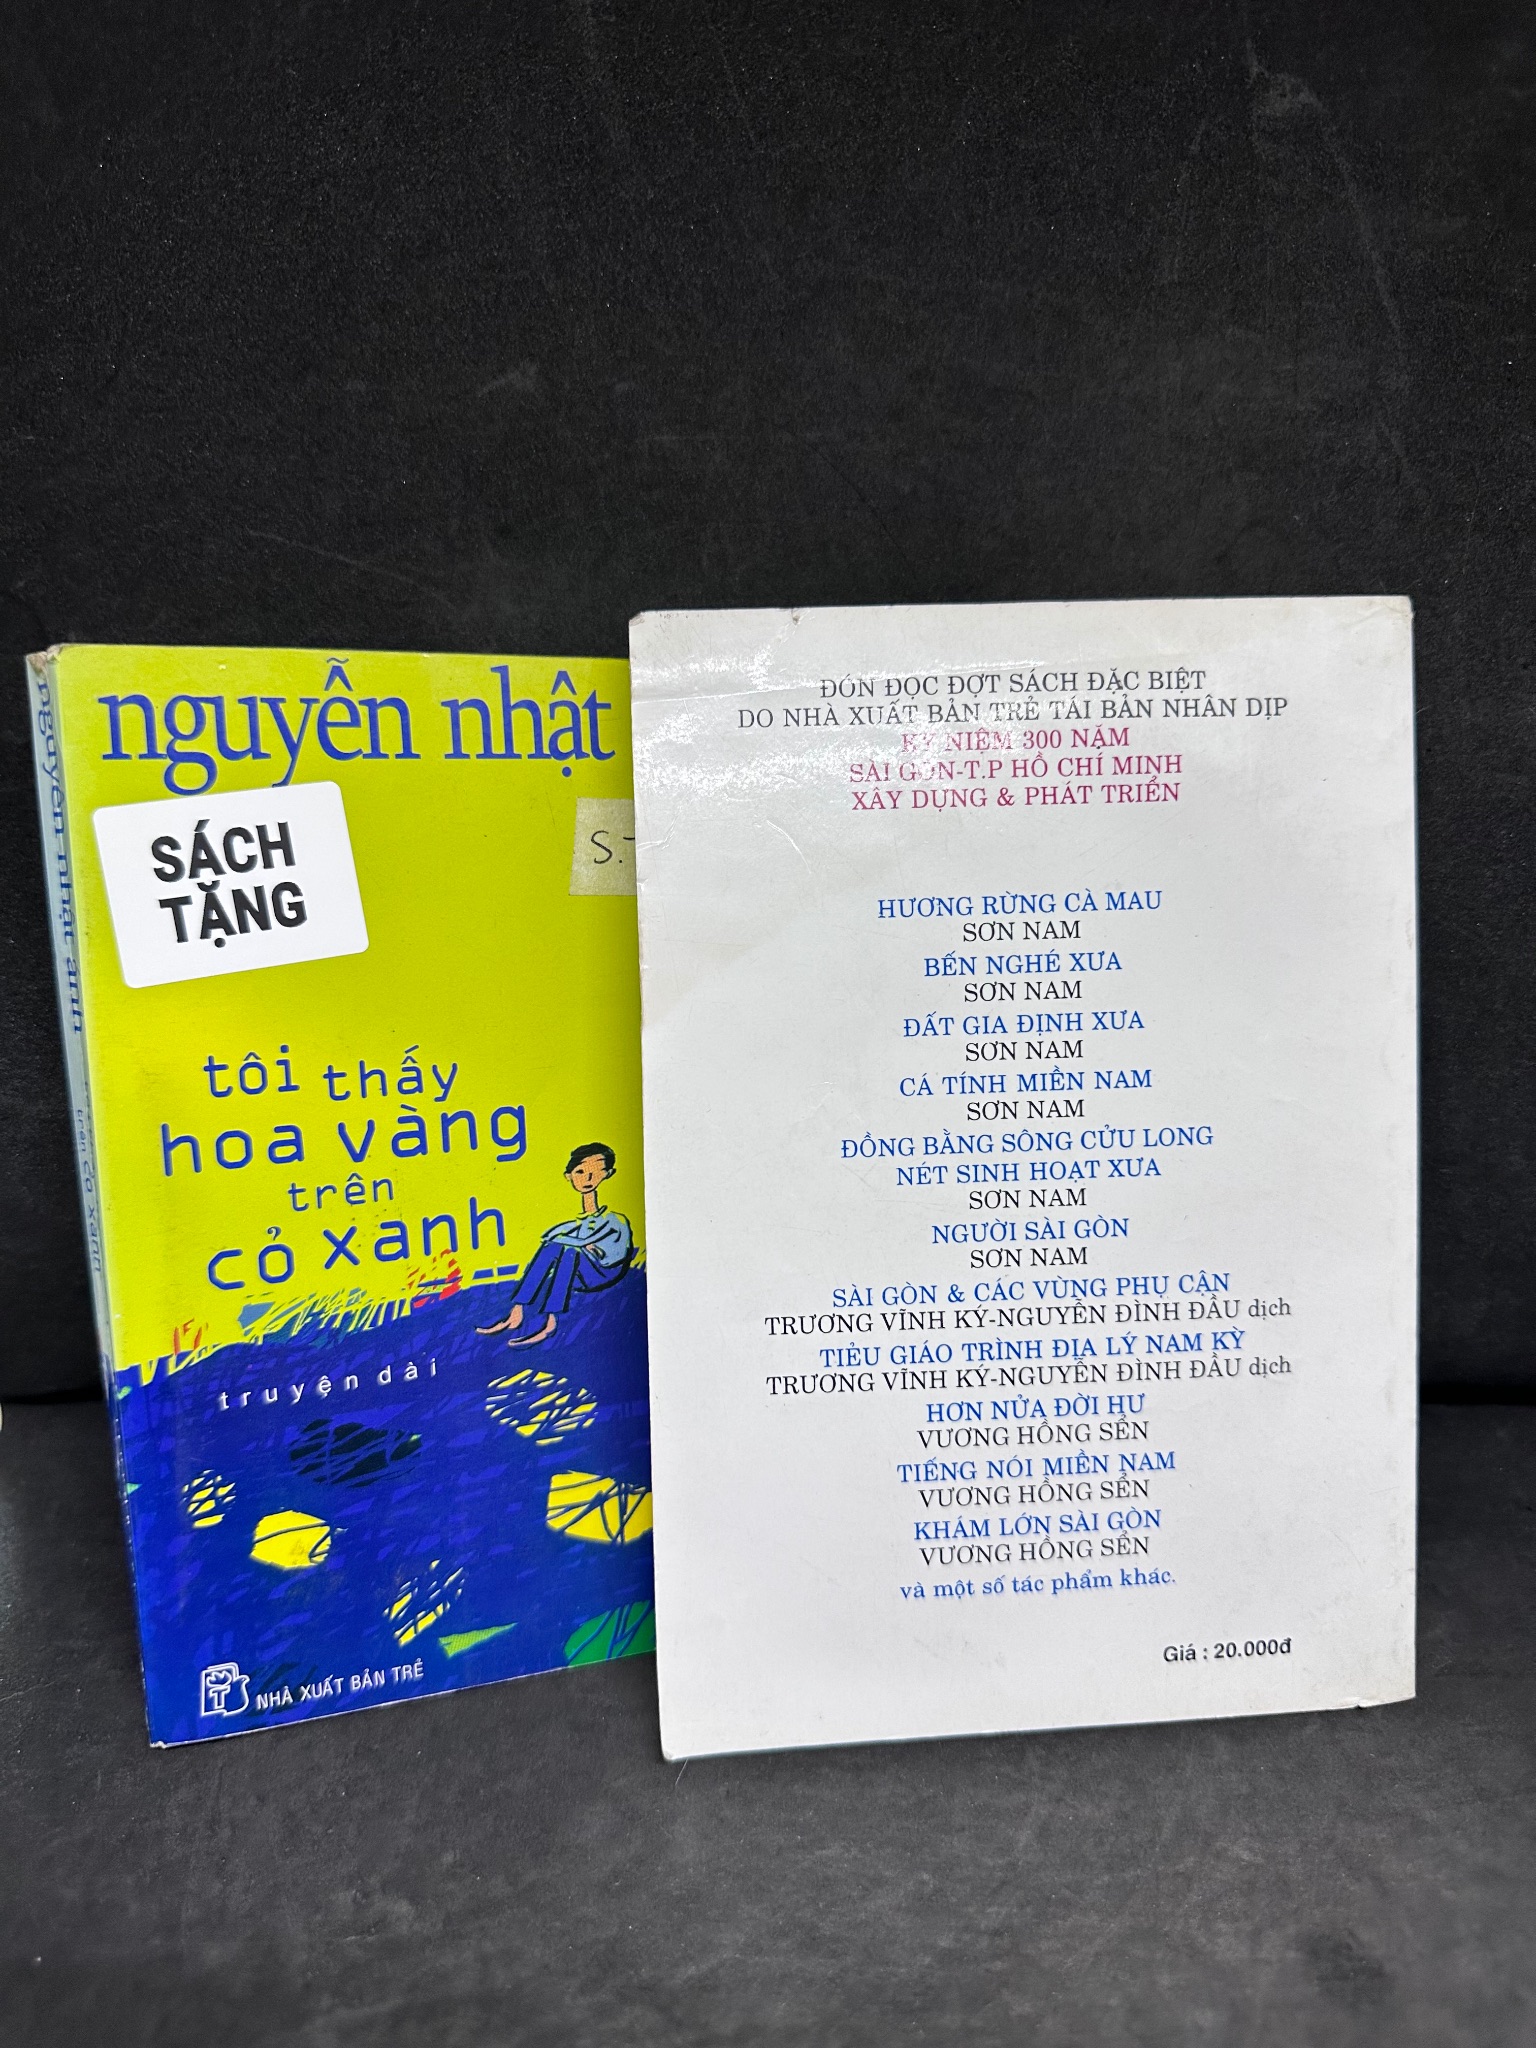 nguyễn nhật
SÁCH
TẶNG
S.
tôi thấy
hoa vàng
trên
cỏ xanh
truyện dài
NHÀ XUẤT BẢN TRẺ
nguyễn nhật ánh
trên cỏ xanh
ĐÓN ĐỌC ĐỢT SÁCH ĐẶC BIỆT
DO NHÀ XUẤT BẢN TRẺ TÁI BẢN NHÂN DỊP
KỶ NIỆM 300 NĂM
SÀI GÒN-T.P HỒ CHÍ MINH
XÂY DỰNG & PHÁT TRIỂN
HƯƠNG RỪNG CÀ MAU
SƠN NAM
BẾN NGHÉ XƯA
SƠN NAM
ĐẤT GIA ĐỊNH XƯA
SƠN NAM
CÁ TÍNH MIỀN NAM
SƠN NAM
ĐỒNG BẰNG SÔNG CỬU LONG
NÉT SINH HOẠT XƯA
SƠN NAM
NGƯỜI SÀI GÒN
SƠN NAM
SÀI GÒN & CÁC VÙNG PHỤ CẬN
TRƯƠNG VĨNH KÝ-NGUYỄN ĐÌNH ĐẦU dịch
TIỂU GIÁO TRÌNH ĐỊA LÝ NAM KỲ
TRƯƠNG VĨNH KÝ-NGUYỄN ĐÌNH ĐẦU dịch
HƠN NỬA ĐỜI HƯ
VƯƠNG HỒNG SỂN
TIẾNG NÓI MIỀN NAM
VƯƠNG HỒNG SỂN
KHÁM LỚN SÀI GÒN
VƯƠNG HỒNG SỂN
và một số tác phẩm khác.
Giá : 20.000đ